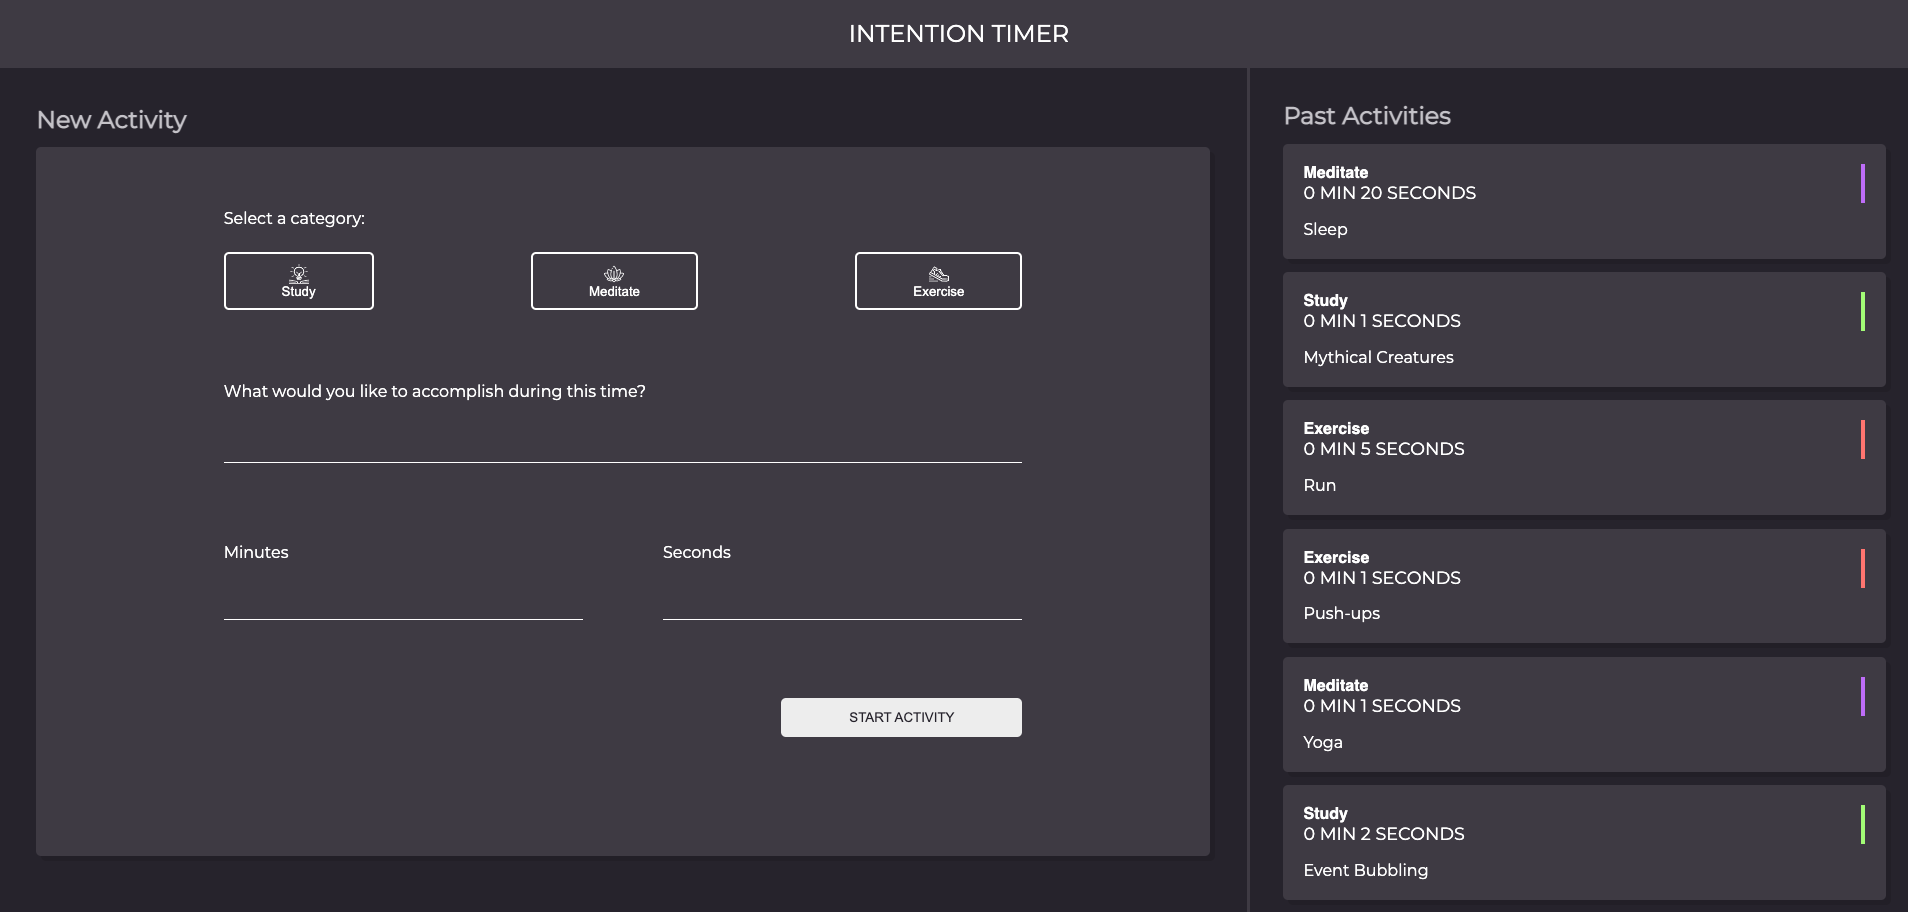 INTENTION TIMER
New Activity
Select a category:
Study
Meditate
Exercise
What would you like to accomplish during this time?
Minutes
Seconds
START ACTIVITY
Past Activities
Meditate
0 MIN 20 SECONDS
Sleep
Study
0 MIN 1 SECONDS
Mythical Creatures
Exercise
0 MIN 5 SECONDS
Run
Exercise
0 MIN 1 SECONDS
Push-ups
Meditate
0 MIN 1 SECONDS
Yoga
Study
0 MIN 2 SECONDS
Event Bubbling